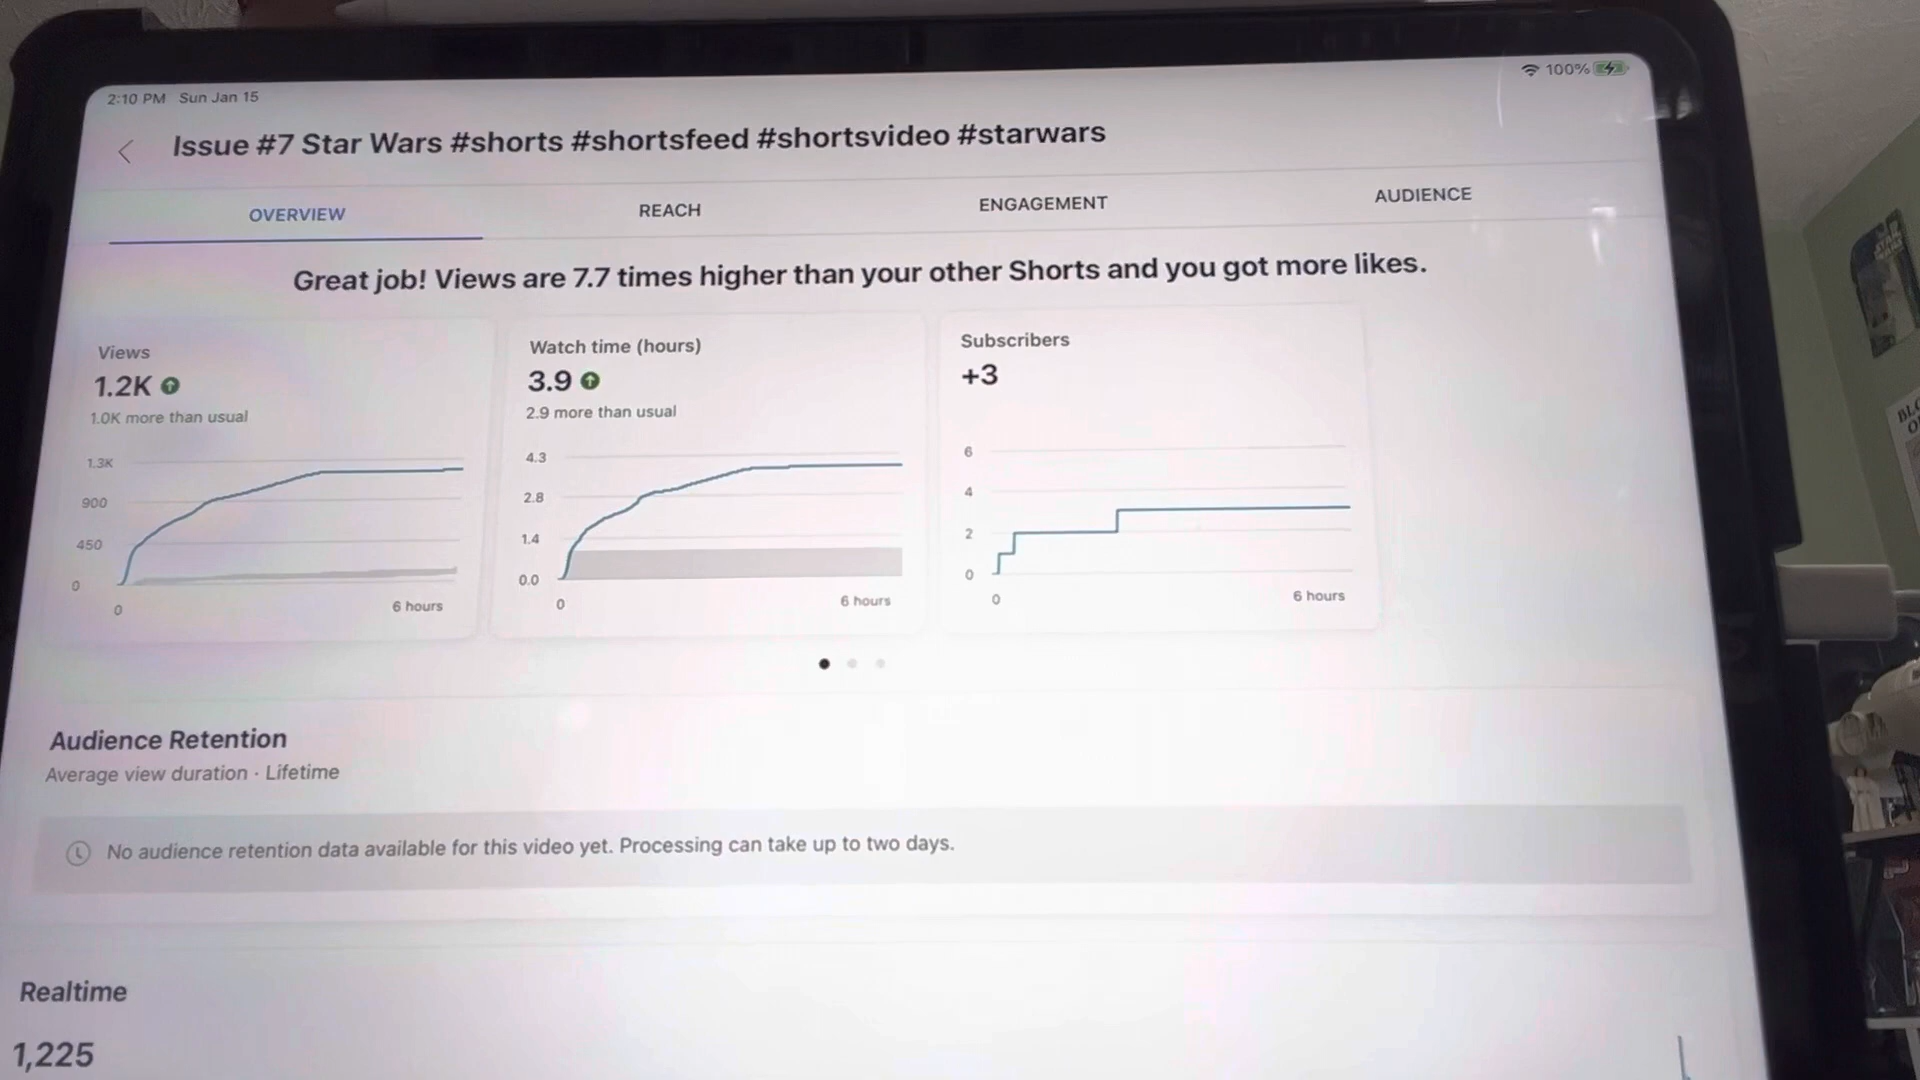 2:10 PM Sun Jan 15
100%
Issue #7 Star Wars #shorts #shortsfeed #shortsvideo #starwars
OVERVIEW
REACH
ENGAGEMENT
AUDIENCE
Great job! Views are 7.7 times higher than your other Shorts and you got more likes.
Views
1.2K
1.0K more than usual
1.3K
900
450
0
0
6 hours
Watch time (hours)
3.9
2.9 more than usual
4.3
2.8
1.4
0.0
0
6 hours
Subscribers
+3
6
4
2
0
0
6 hours
Audience Retention
Average view duration · Lifetime
No audience retention data available for this video yet. Processing can take up to two days.
Realtime
1,225
STAR
WARS